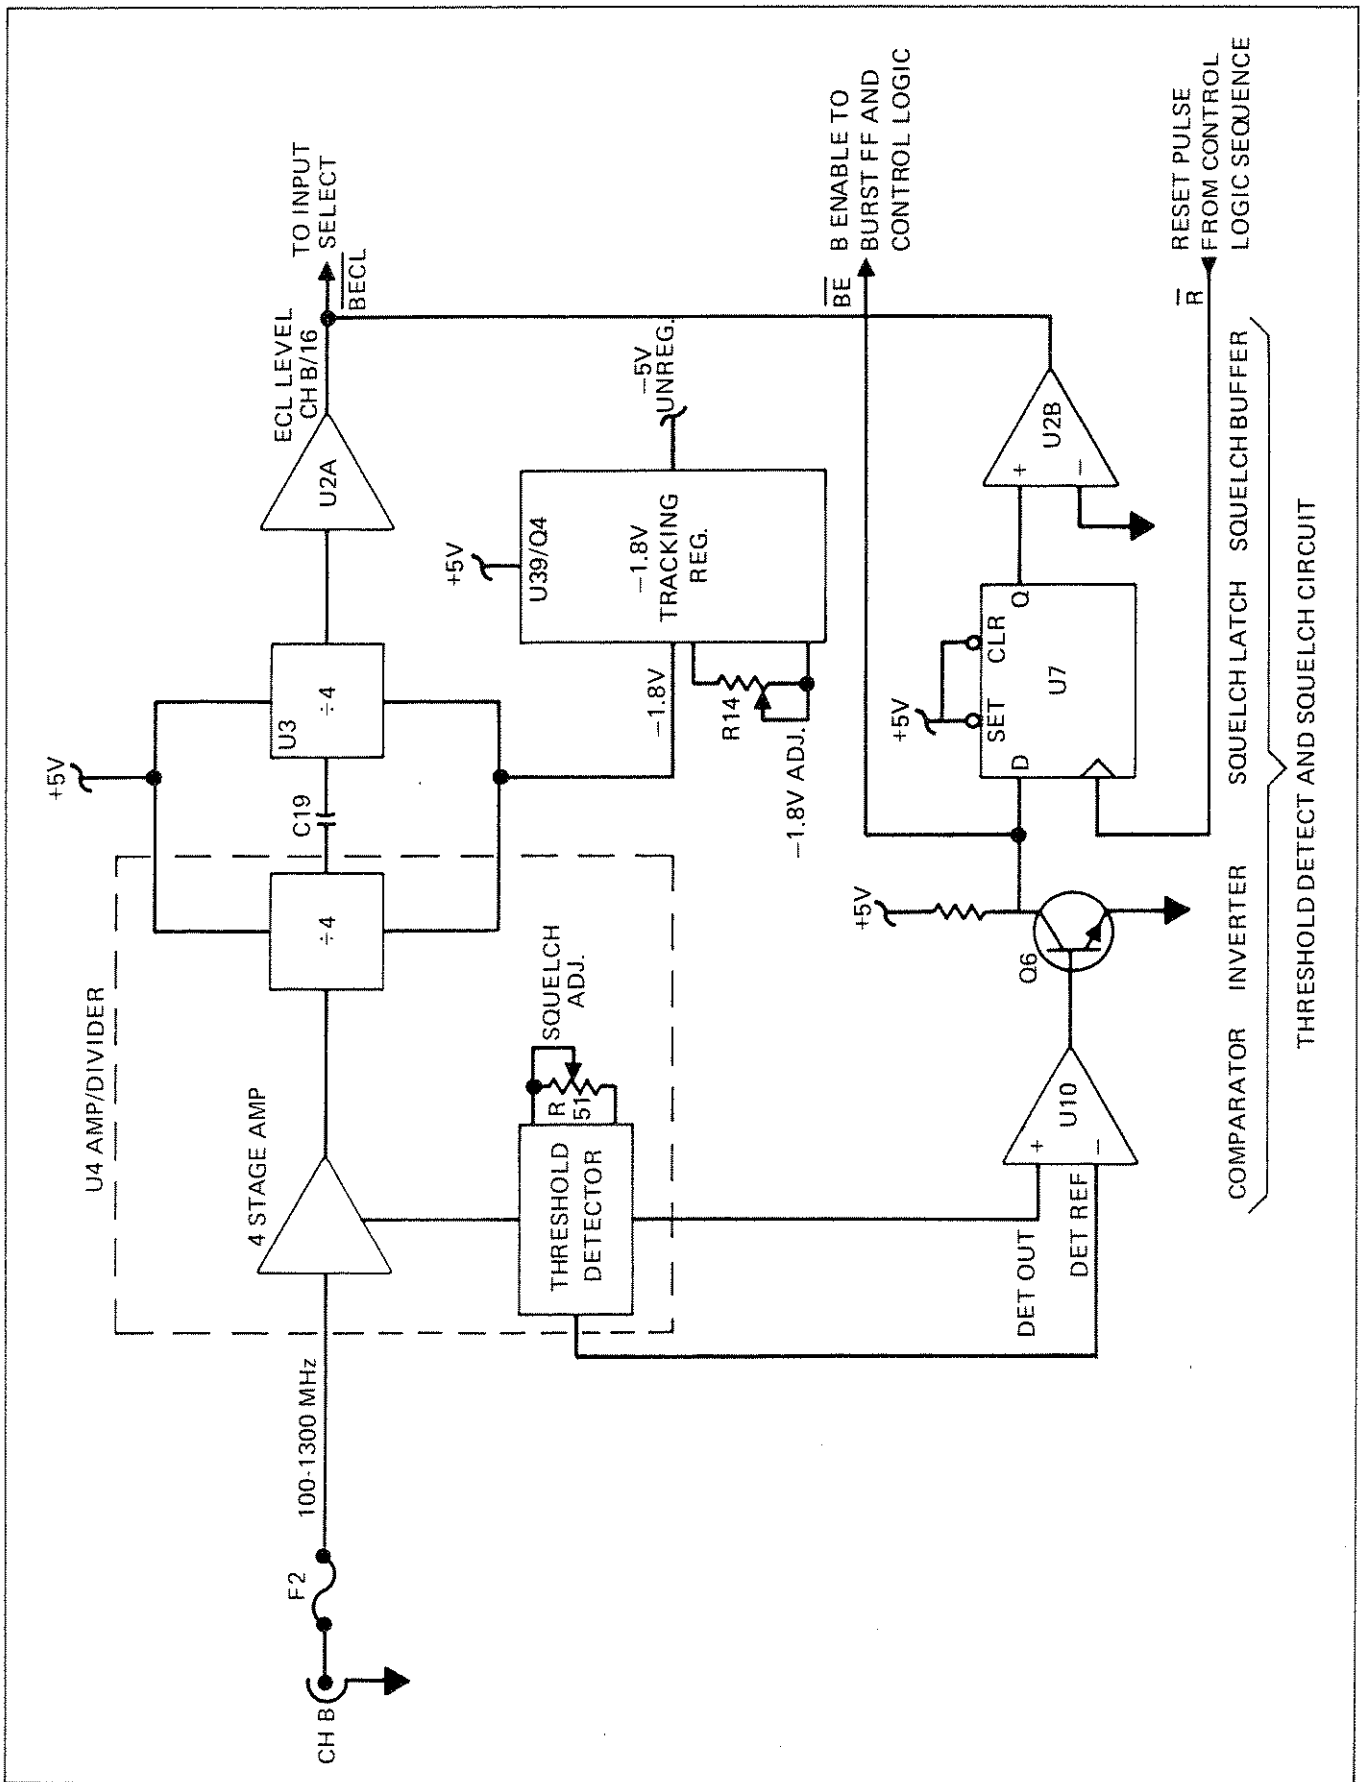 CH B
F2
100-1300 MHz
U4 AMP/DIVIDER
4 STAGE AMP
÷4
C19
+5V
U3
÷4
U2A
ECL LEVEL
CH B/16
TO INPUT
SELECT
BECL
THRESHOLD
DETECTOR
R
51
SQUELCH
ADJ.
-1.8V
R14
-1.8V ADJ.
+5V
U39/Q4
-1.8V
TRACKING
REG.
-5V
UNREG.
DET OUT
DET REF
+
-
U10
Q6
+5V
+5V
D
SET
CLR
Q
U7
+
-
U2B
BE
B ENABLE TO
BURST FF AND
CONTROL LOGIC
R
RESET PULSE
FROM CONTROL
LOGIC SEQUENCE
COMPARATOR INVERTER SQUELCH LATCH SQUELCH BUFFER
THRESHOLD DETECT AND SQUELCH CIRCUIT